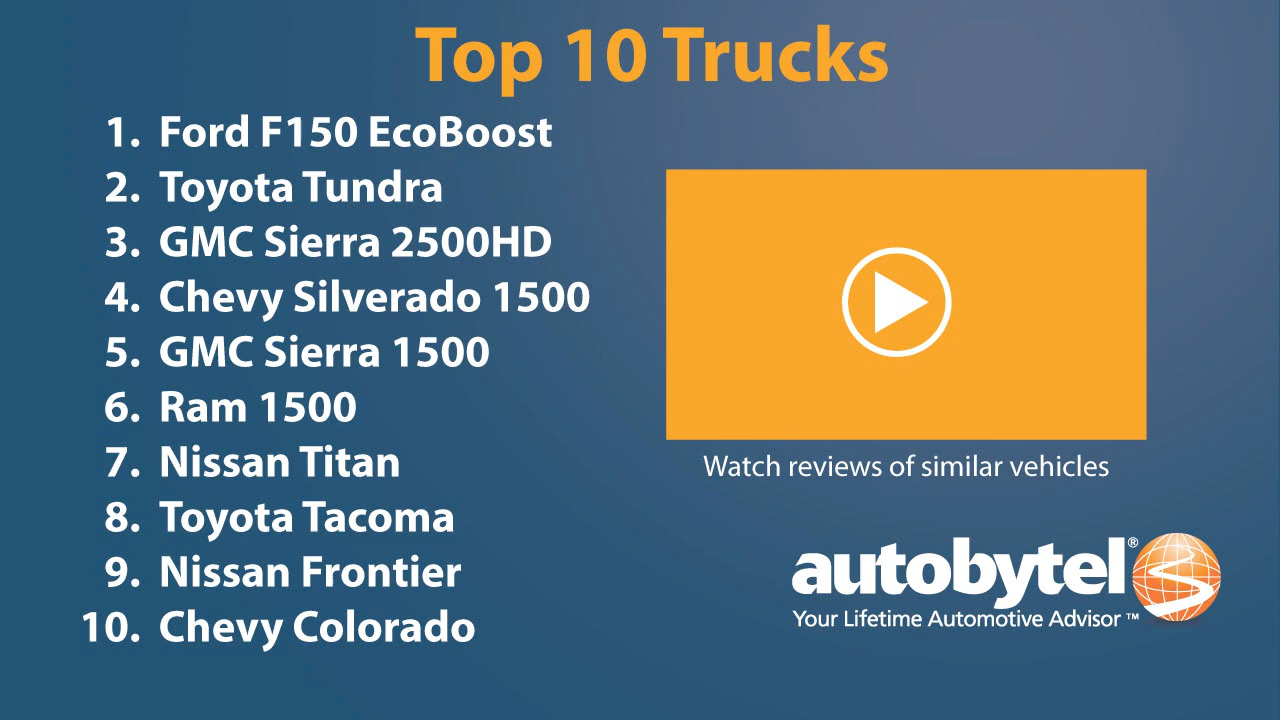 Top 10 Trucks
1. Ford F150 EcoBoost
2. Toyota Tundra
3. GMC Sierra 2500HD
4. Chevy Silverado 1500
5. GMC Sierra 1500
6. Ram 1500
7. Nissan Titan
8. Toyota Tacoma
9. Nissan Frontier
10. Chevy Colorado
Watch reviews of similar vehicles
autobytel®
Your Lifetime Automotive Advisor ™